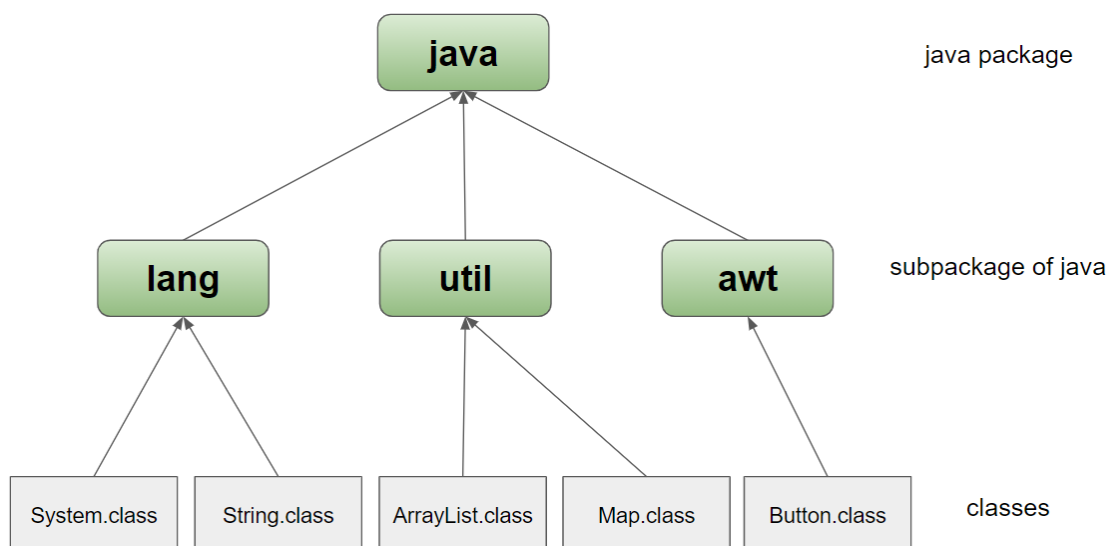 java
java package
lang
util
awt
subpackage of java
System.class
String.class
ArrayList.class
Map.class
Button.class
classes